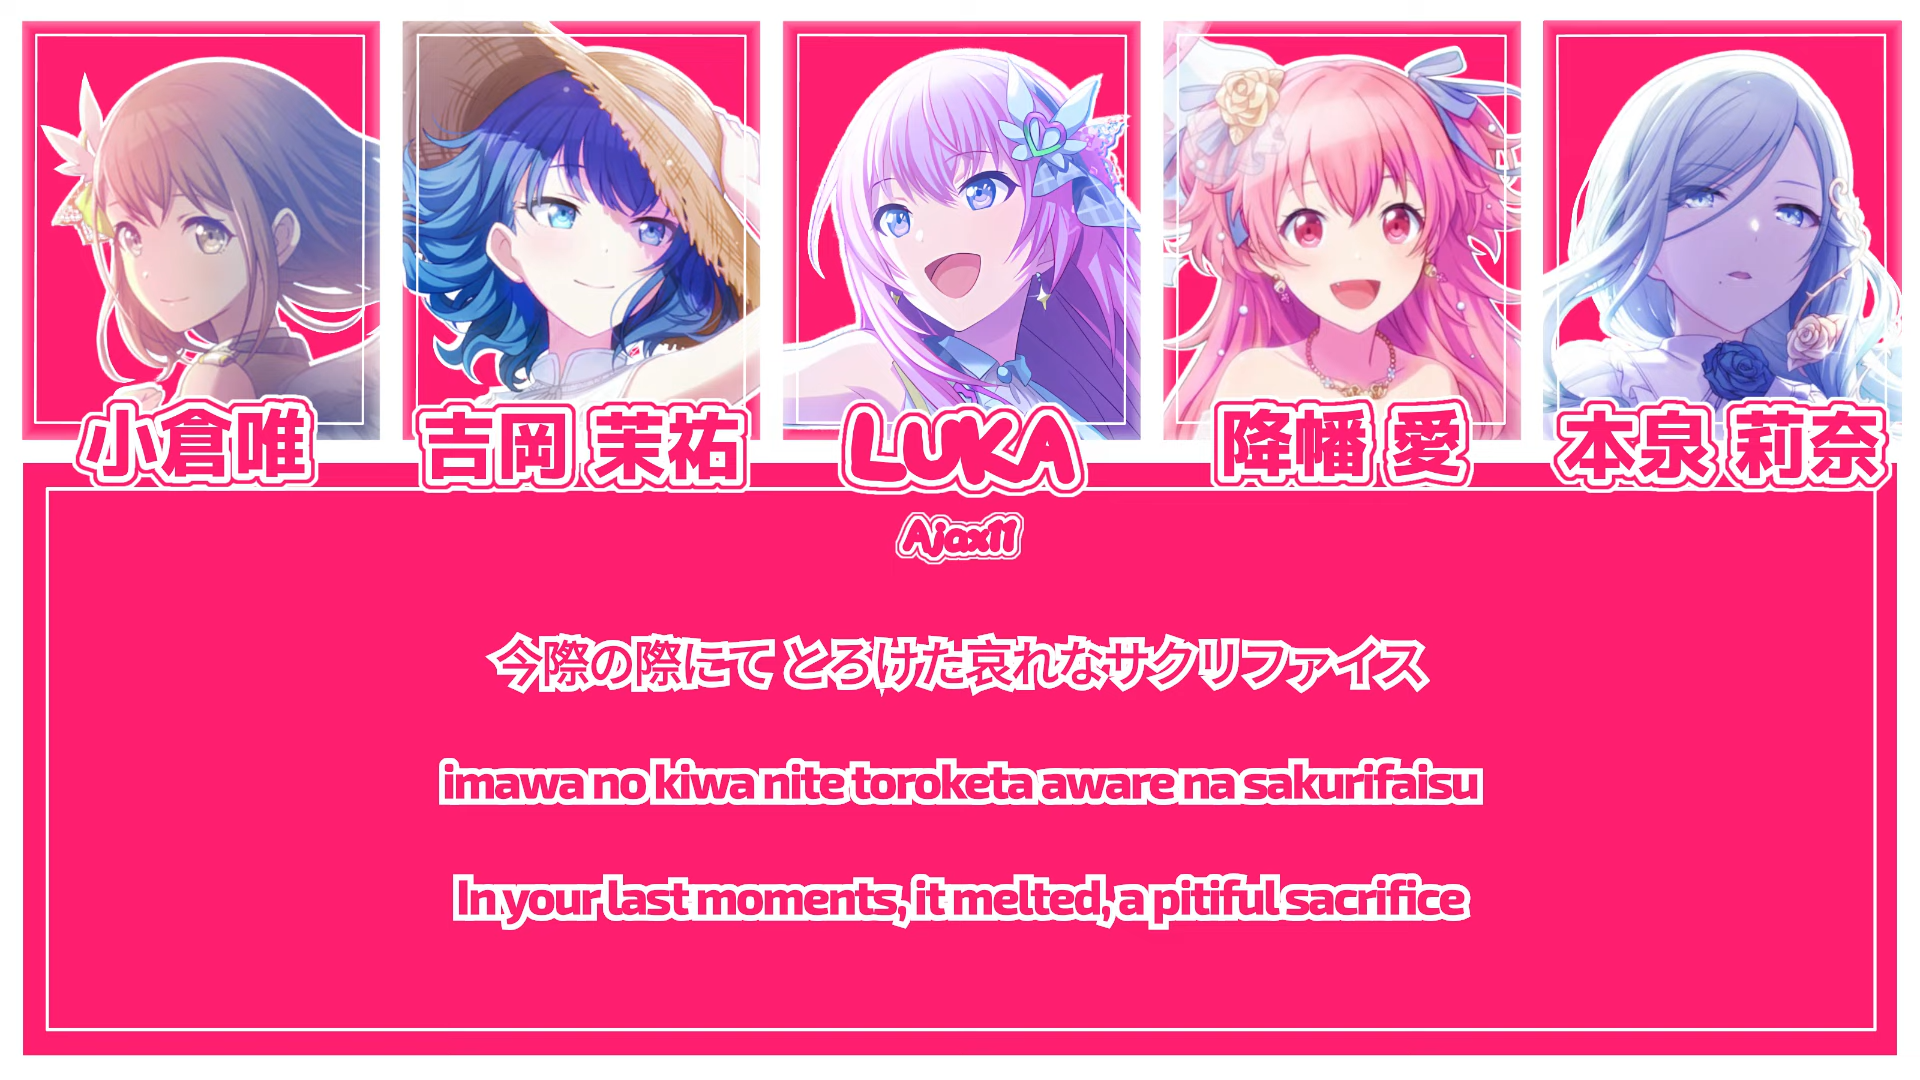 小倉唯
吉岡 茉祐
LUKA
降幡 愛
本泉 莉奈
Ajax11
今際の際にて とろけた哀れなサクリファイス
imawa no kiwa nite toroketa aware na sakurifaisu
In your last moments, it melted, a pitiful sacrifice